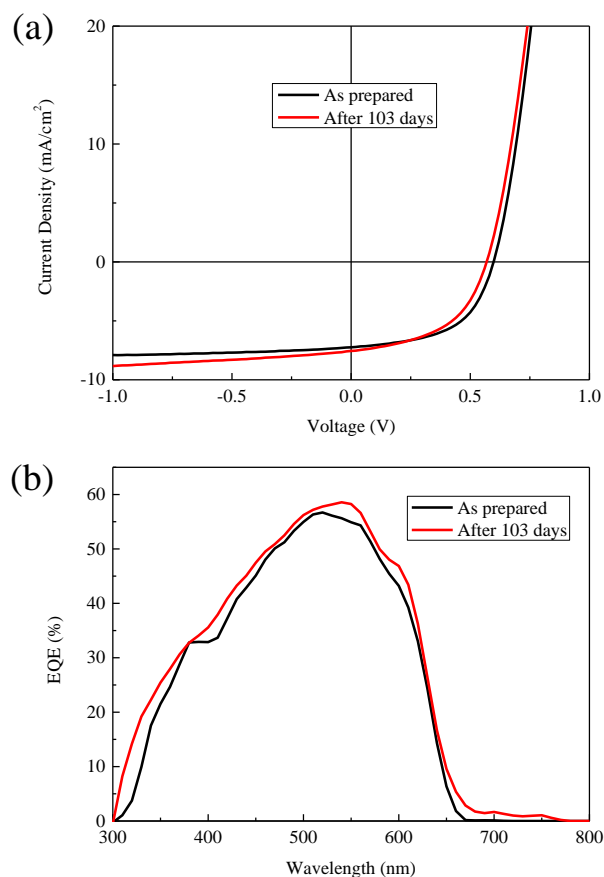 (a)
20
10
0
-10
-1.0
-0.5
0.0
0.5
1.0
Current Density (mA/cm²)
Voltage (V)
As prepared
After 103 days
(b)
60
50
40
30
20
10
0
300
400
500
600
700
800
EQE (%)
Wavelength (nm)
As prepared
After 103 days